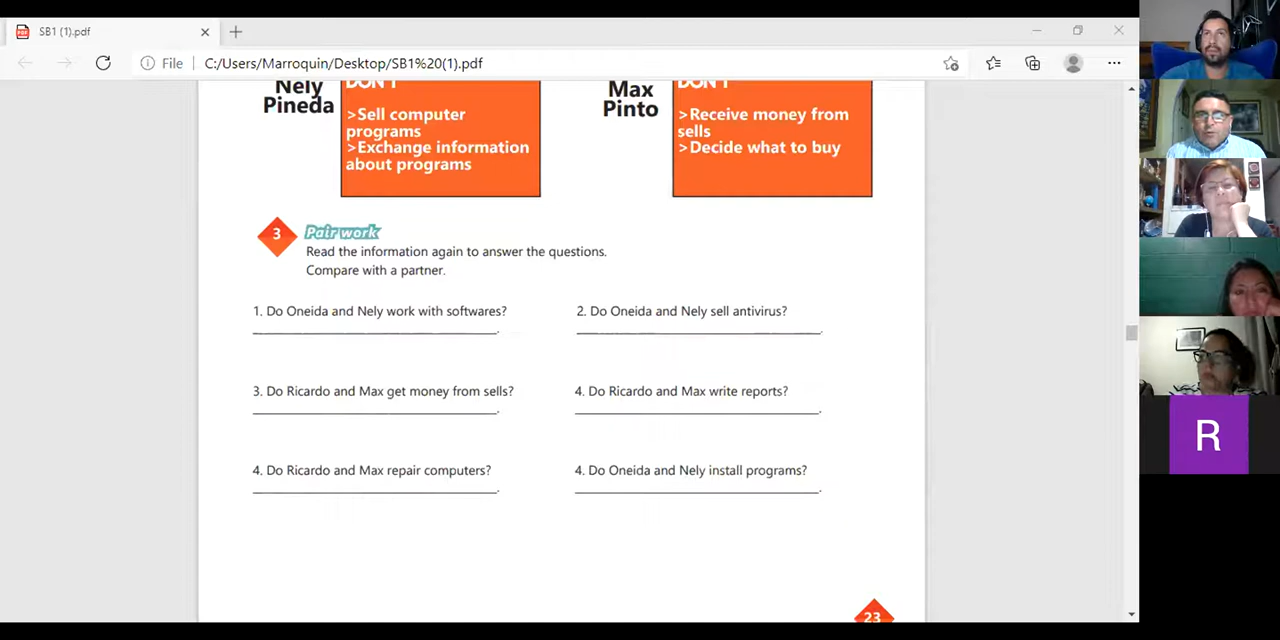 SB1 (1).pdf
File
C:/Users/Marroquin/Desktop/SB1%20(1).pdf
Nely
Pineda
DON'T
>Sell computer
programs
>Exchange information
about programs
Max
Pinto
DON'T
>Receive money from
sells
>Decide what to buy
3
Pair work
Read the information again to answer the questions.
Compare with a partner.
1. Do Oneida and Nely work with softwares?
2. Do Oneida and Nely sell antivirus?
3. Do Ricardo and Max get money from sells?
4. Do Ricardo and Max write reports?
4. Do Ricardo and Max repair computers?
4. Do Oneida and Nely install programs?
23
R